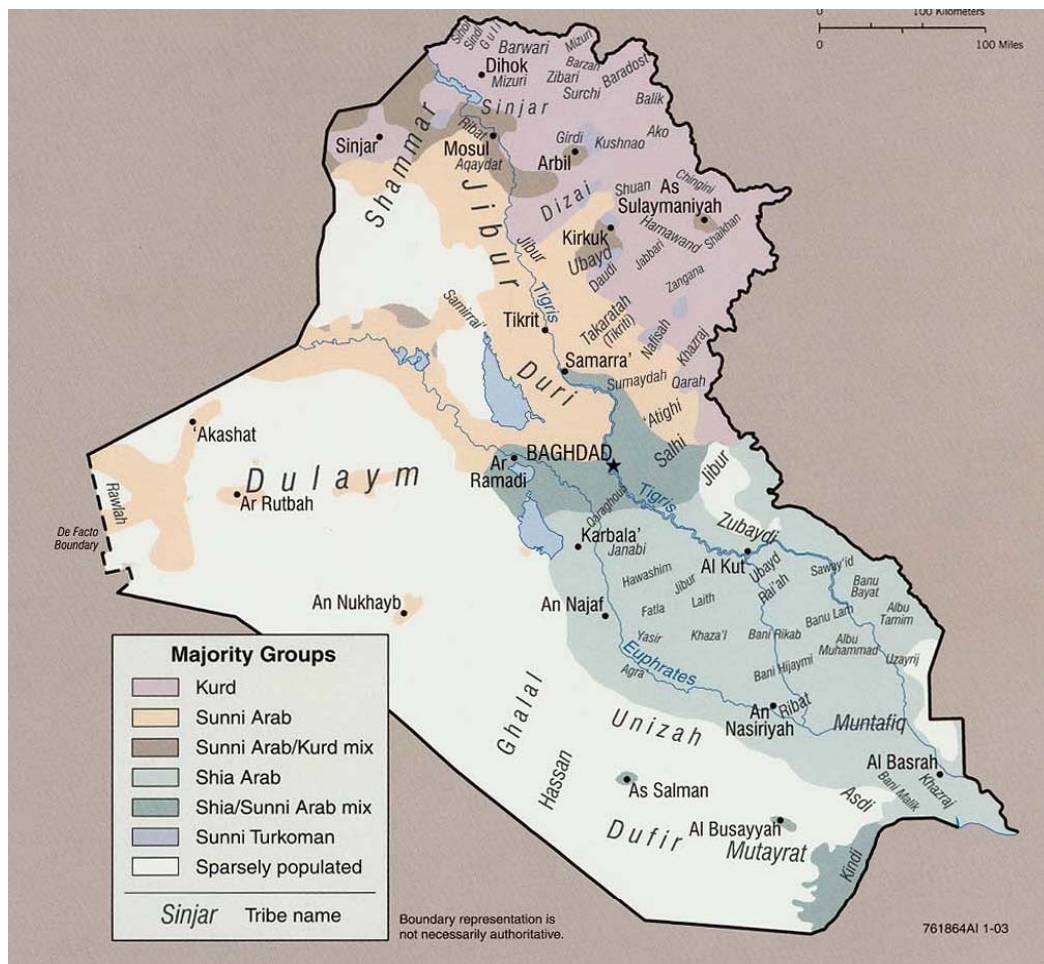 0 100 Kilometers
0 100 Miles
Sihor
Sindi
Guli
Barwari
Mizuri
Dihok
Mizuri
Zibari
Barzan
Surchi
Baradost
Balik
Sinjar
Shammar
Sinjar
Ribat
Mosul
Aqaydat
Girdi
Arbil
Kushnao
Ako
Jibur
Dizai
Shuan
As
Sulaymaniyah
Chingini
Shaikhan
Hamawand
Jabbari
Zangana
Kirkuk
Ubayd
Daudi
Jibur
Tigris
Samirrai'
Tikrit
Takaratah
(Tikriti)
Nafisah
Khazraj
Samarra'
Duri
Sumaydah
Qarah
'Atighi
Salhi
'Akashat
BAGHDAD
Ar
Ramadi
Jibur
Dulaym
Ar Rutbah
Rawlah
De Facto
Boundary
Qaraghoul
Tigris
Zubaydi
Karbala'
Janabi
Al Kut
Ubayd
Rai'ah
Sawey'id
Banu
Bayat
Hawashim
Jibur
Laith
An Nukhayb
An Najaf
Fatla
Banu Lam
Albu
Tamim
Yasir
Khaza'l
Bani Rikab
Albu
Muhammad
Uzayrij
Euphrates
Agra
Bani Hijaymi
An
Nasiriyah
Ribat
Muntafiq
Ghalal
Unizah
Hassan
As Salman
Al Basrah
Khazraj
Bani Malik
Asdi
Dufir
Al Busayyah
Mutayrat
Kindi
Majority Groups
Kurd
Sunni Arab
Sunni Arab/Kurd mix
Shia Arab
Shia/Sunni Arab mix
Sunni Turkoman
Sparsely populated
Sinjar Tribe name
Boundary representation is
not necessarily authoritative.
761864AI 1-03